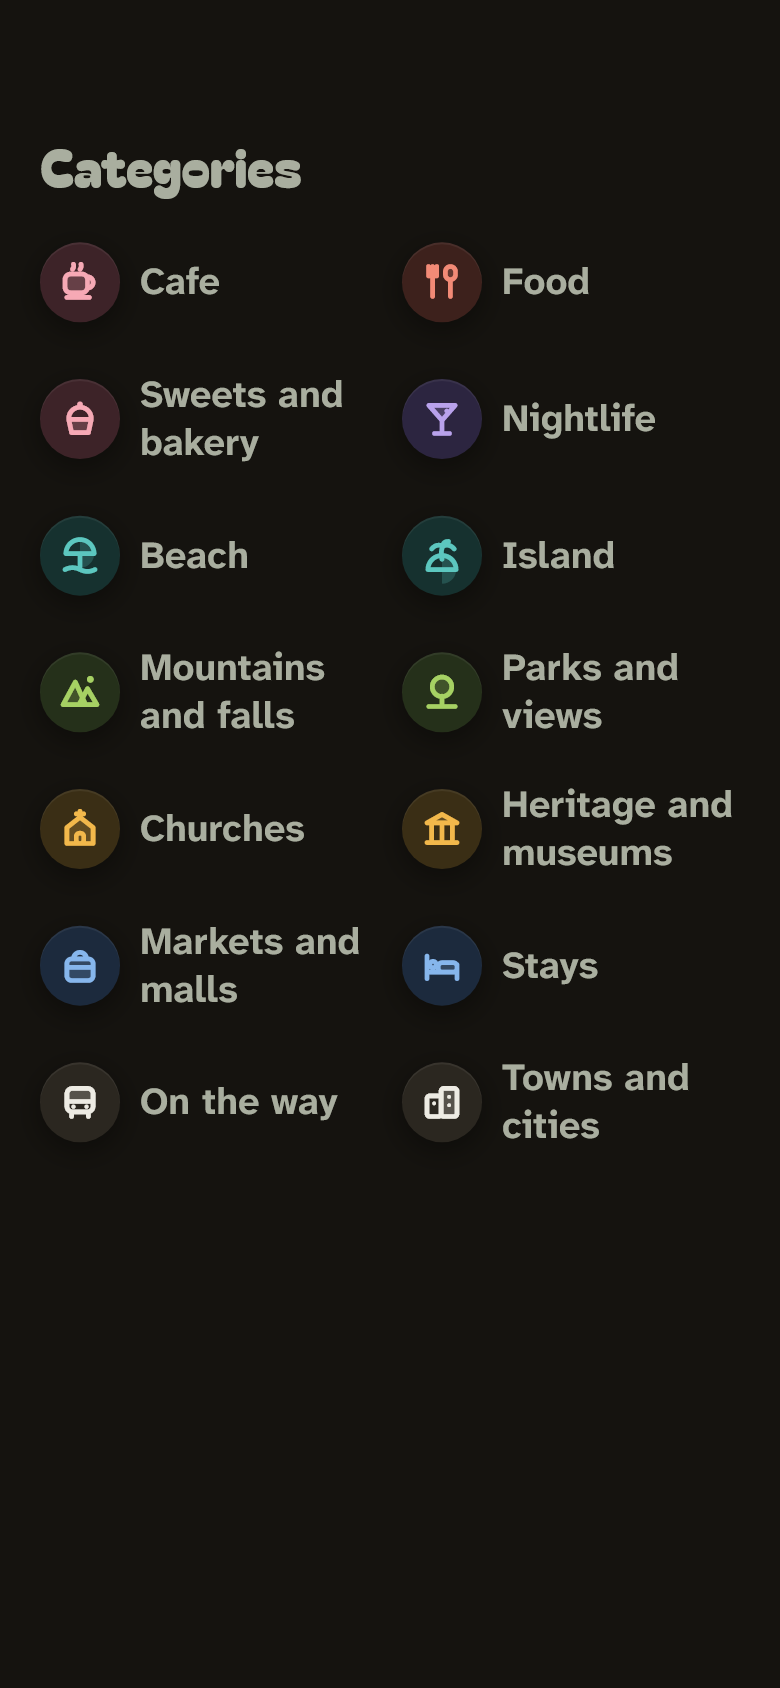 Categories
Cafe
Food
Sweets and
bakery
Nightlife
Beach
Island
Mountains
and falls
Parks and
views
Churches
Heritage and
museums
Markets and
malls
Stays
On the way
Towns and
cities